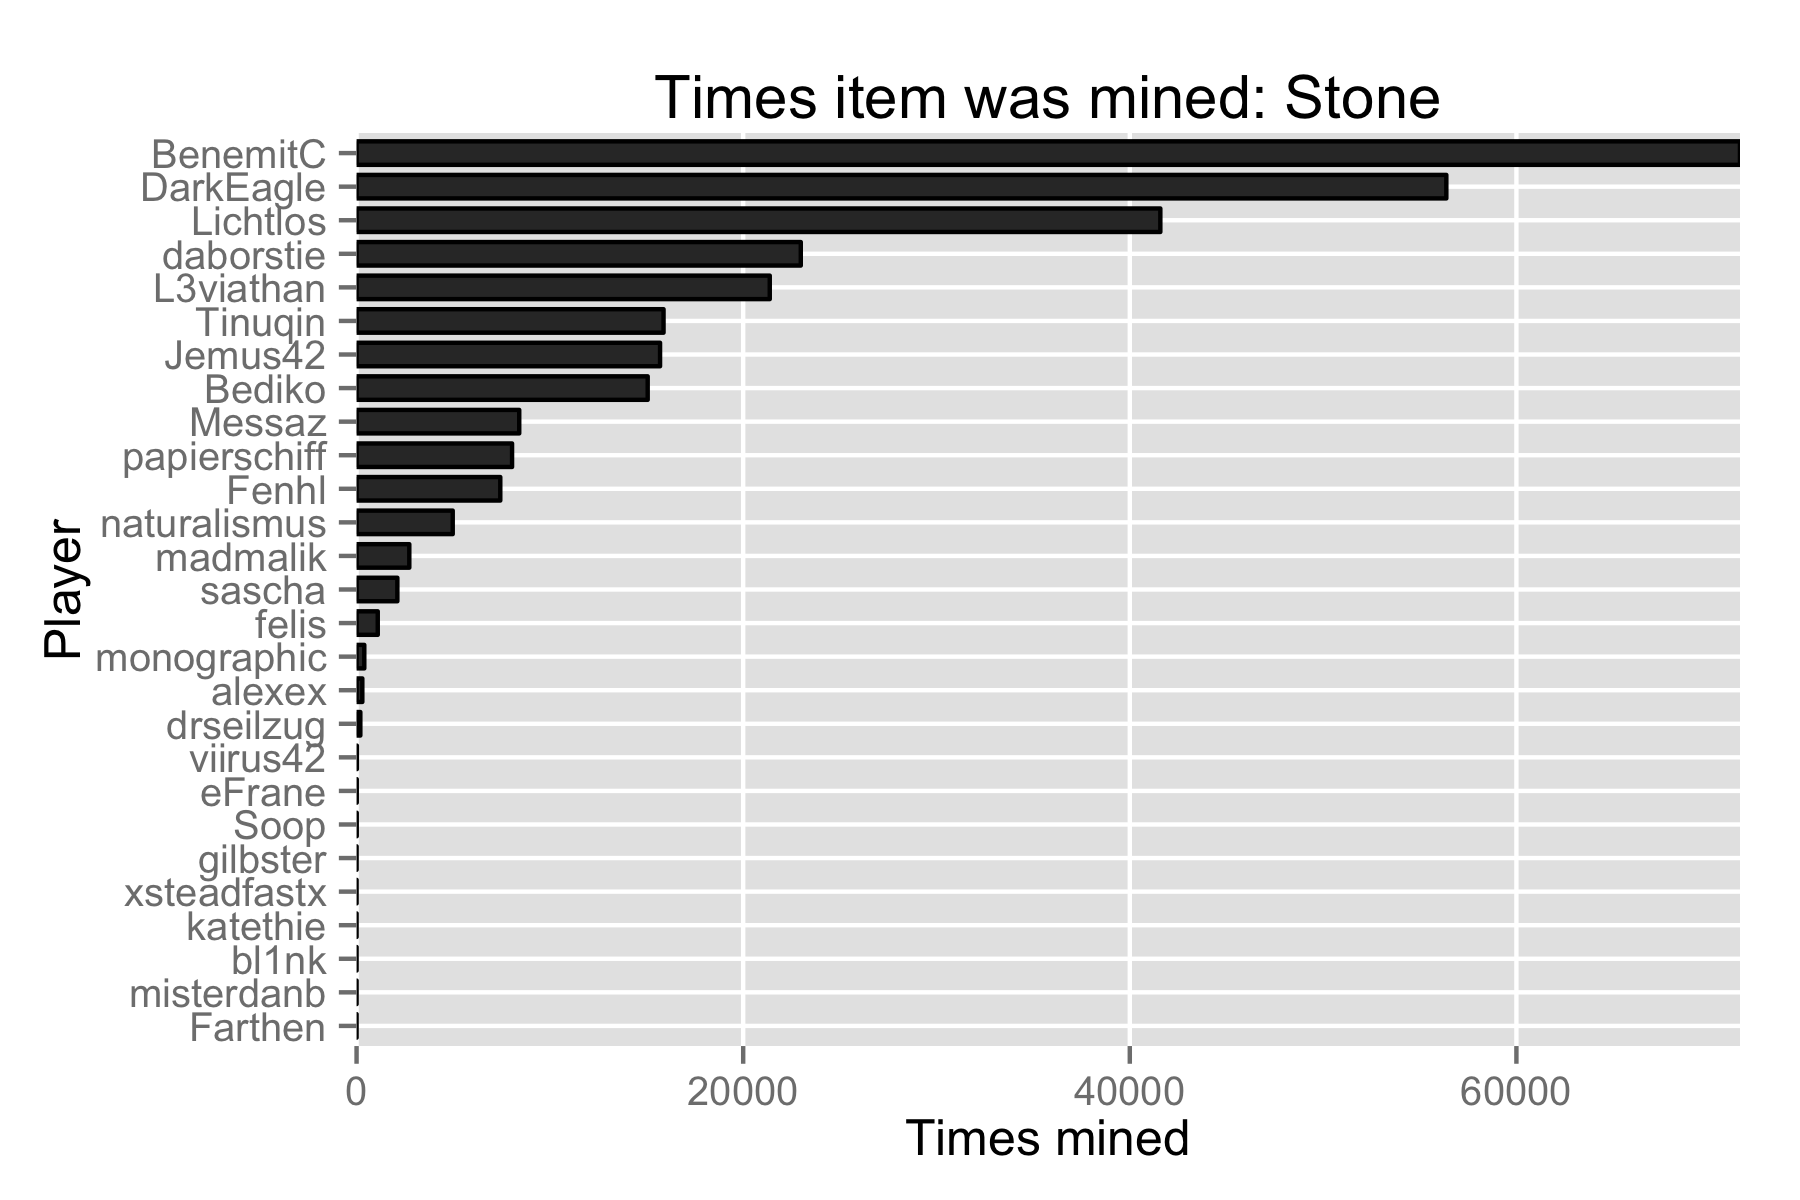 Times item was mined: Stone
BenemitC
DarkEagle
Lichtlos
daborstie
L3viathan
Tinuqin
Jemus42
Bediko
Messaz
papierschiff
Fenhl
naturalismus
madmalik
sascha
felis
monographic
alexex
drseilzug
viirus42
eFrane
Soop
gilbster
xsteadfastx
katethie
bl1nk
misterdanb
Farthen
Player
0 20000 40000 60000
Times mined